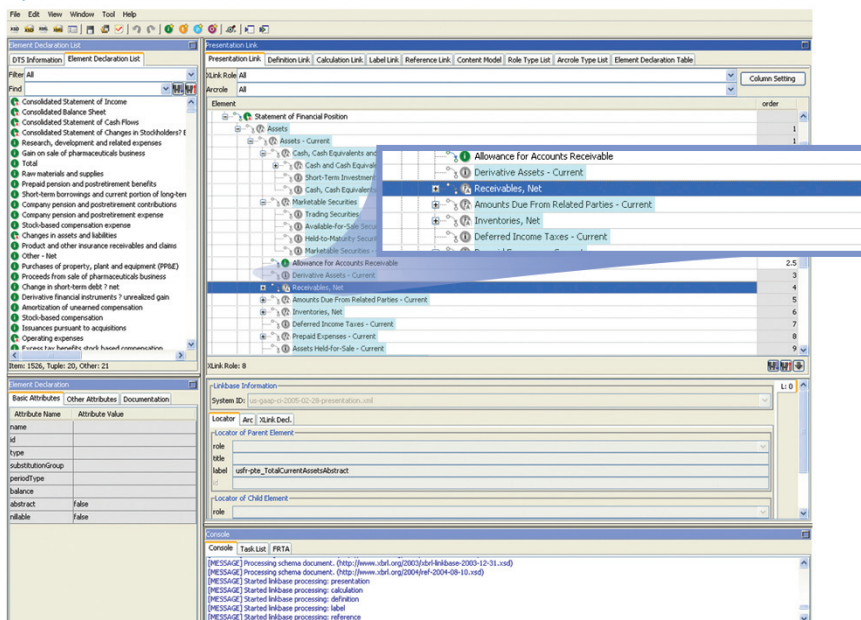 File Edit View Window Tool Help
Element Declaration List
DTS Information Element Declaration List
Filter All
Find
Consolidated Statement of Income
Consolidated Balance Sheet
Consolidated Statement of Cash Flows
Consolidated Statement of Changes in Stockholders? E
Research, development and related expenses
Gain on sale of pharmaceuticals business
Total
Raw materials and supplies
Prepaid pension and postretirement benefits
Short-term borrowings and current portion of long-ter
Company pension and postretirement contributions
Company pension and postretirement expense
Stock-based compensation expense
Changes in assets and liabilities
Product and other insurance receivables and claims
Other - Net
Purchases of property, plant and equipment (PP&E)
Proceeds from sale of pharmaceuticals business
Change in short-term debt ? net
Derivative financial instruments ? unrealized gain
Amortization of unearned compensation
Stock-based compensation
Issuances pursuant to acquisitions
Operating expenses
Excess tax benefits stock based compensation
Item: 1526, Tuple: 20, Other: 21
Presentation Link
Presentation Link Definition Link Calculation Link Label Link Reference Link Content Model Role Type List Arcrole Type List Element Declaration Table
XLink Role All
Column Setting
Arcrole All
Element order
Statement of Financial Position
Assets 1
Assets - Current 1
Cash, Cash Equivalents and
Cash and Cash Equivale
Short-Term Investment
Cash, Cash Equivalents
Marketable Securities
Trading Securities
Available-for-Sale Secur
Held-to-Maturity Securi
Marketable Securities -
Allowance for Accounts Receivable 2.5
Derivative Assets - Current 3
Receivables, Net 4
Amounts Due From Related Parties - Current 5
Inventories, Net 6
Deferred Income Taxes - Current 7
Prepaid Expenses - Current 8
Assets Held-for-Sale - Current 9
Allowance for Accounts Receivable
Derivative Assets - Current
Receivables, Net
Amounts Due From Related Parties - Current
Inventories, Net
Deferred Income Taxes - Current
XLink Role: 8
Element Declaration
Basic Attributes Other Attributes Documentation
Attribute Name Attribute Value
name
id
type
substitutionGroup
periodType
balance
abstract false
nillable false
Linkbase Information
System ID: us-gaap-ci-2005-02-28-presentation.xml
L: 0
Locator Arc XLink Decl.
Locator of Parent Element
role
title
label usfr-pte_TotalCurrentAssetsAbstract
id
Locator of Child Element
role
Console
Console Task List FRTA
[MESSAGE] Processing schema document. (http://www.xbrl.org/2003/xbrl-linkbase-2003-12-31.xsd)
[MESSAGE] Processing schema document. (http://www.xbrl.org/2004/ref-2004-08-10.xsd)
[MESSAGE] Started linkbase processing: presentation
[MESSAGE] Started linkbase processing: calculation
[MESSAGE] Started linkbase processing: definition
[MESSAGE] Started linkbase processing: label
[MESSAGE] Started linkbase processing: reference